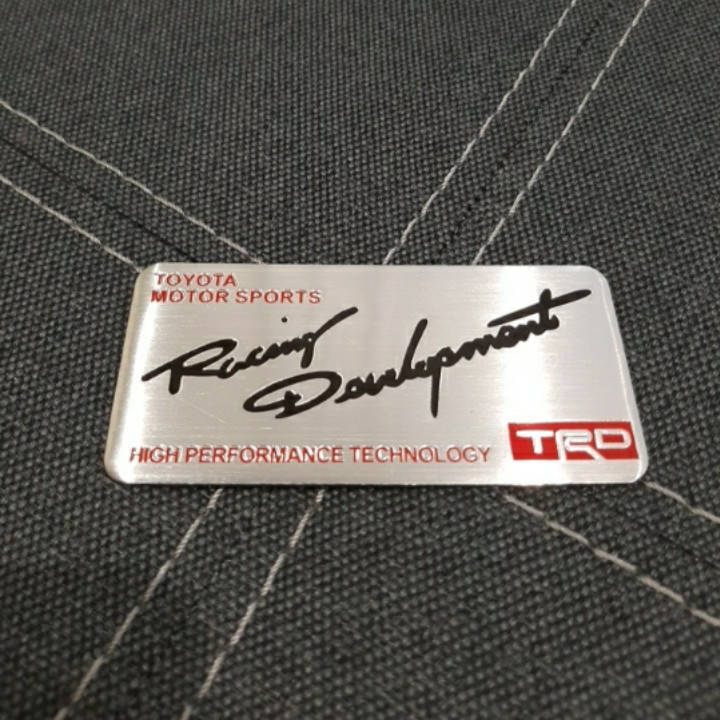 TOYOTA
MOTOR SPORTS
Racing
Development
HIGH PERFORMANCE TECHNOLOGY
TRD